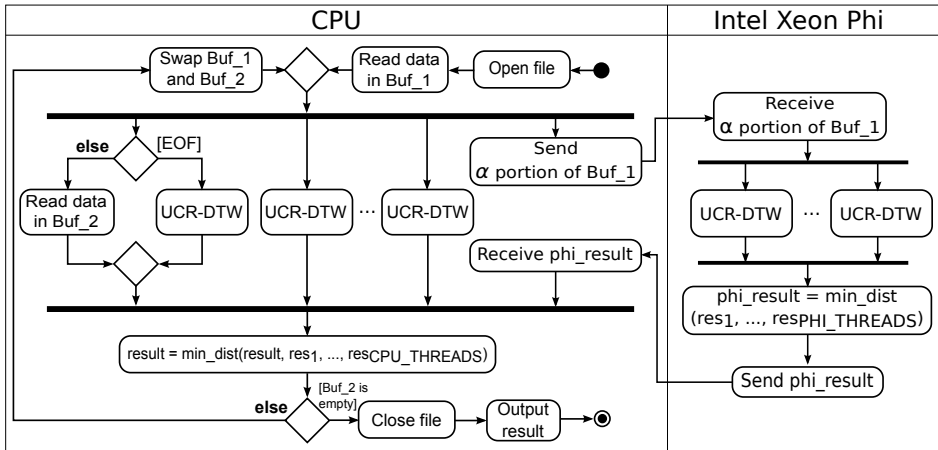 CPU
Intel Xeon Phi
Swap Buf_1
and Buf_2
Read data
in Buf_1
Open file
Receive
α portion of Buf_1
else
[EOF]
Send
α portion of Buf_1
Read data
in Buf_2
UCR-DTW
UCR-DTW
...
UCR-DTW
UCR-DTW
...
UCR-DTW
Receive phi_result
phi_result = min_dist
(res1, ..., resPHI_THREADS)
result = min_dist(result, res1, ..., resCPU_THREADS)
Send phi_result
else
[Buf_2 is
empty]
Close file
Output
result